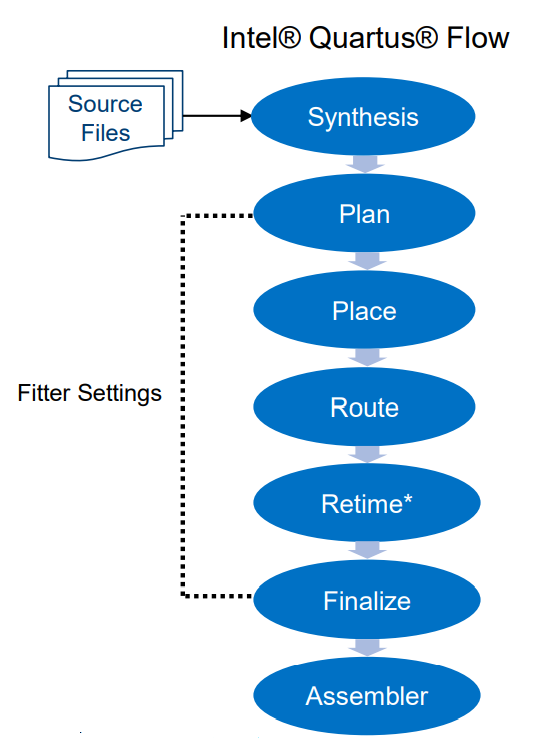 Intel® Quartus® Flow
Source
Files
Synthesis
Plan
Place
Fitter Settings
Route
Retime*
Finalize
Assembler